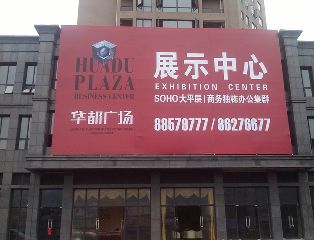 HUADU
PLAZA
BUSINESS CENTER
华都广场
展示中心
EXHIBITION CENTER
SOHO大平层|商务独栋办公集群
88579777/88276677